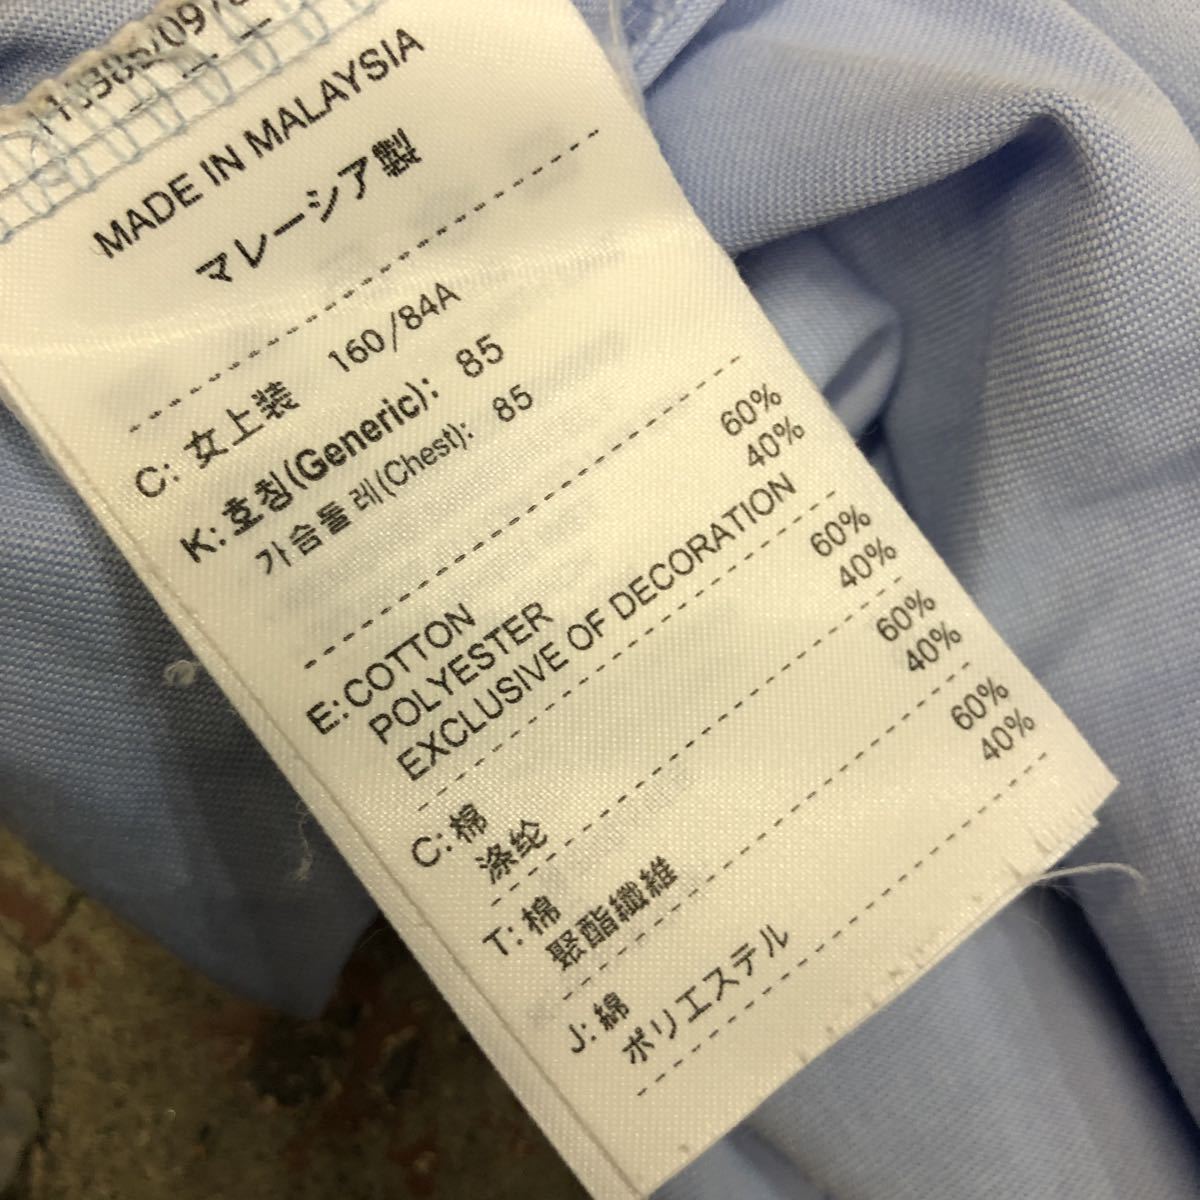 MADE IN MALAYSIA
マレーシア製
C: 女上装 160/84A
K: 호칭(Generic): 85
가슴둘레(Chest): 85
E: COTTON 60%
POLYESTER 40%
EXCLUSIVE OF DECORATION
C: 棉 60%
涤纶 40%
T: 棉 60%
聚酯纖維 40%
J: 綿 60%
ポリエステル 40%